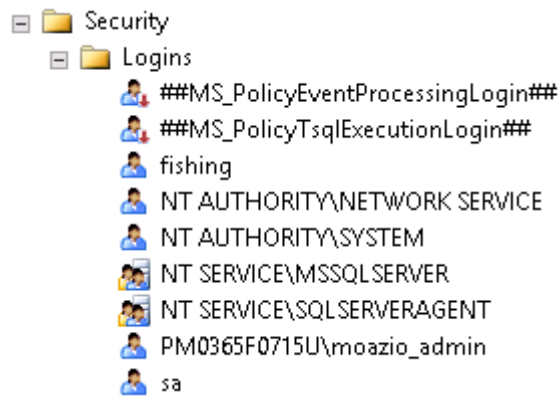 Security
Logins
##MS_PolicyEventProcessingLogin##
##MS_PolicyTsqlExecutionLogin##
fishing
NT AUTHORITY\NETWORK SERVICE
NT AUTHORITY\SYSTEM
NT SERVICE\MSSQLSERVER
NT SERVICE\SQLSERVERAGENT
PM0365F0715U\moazio_admin
sa